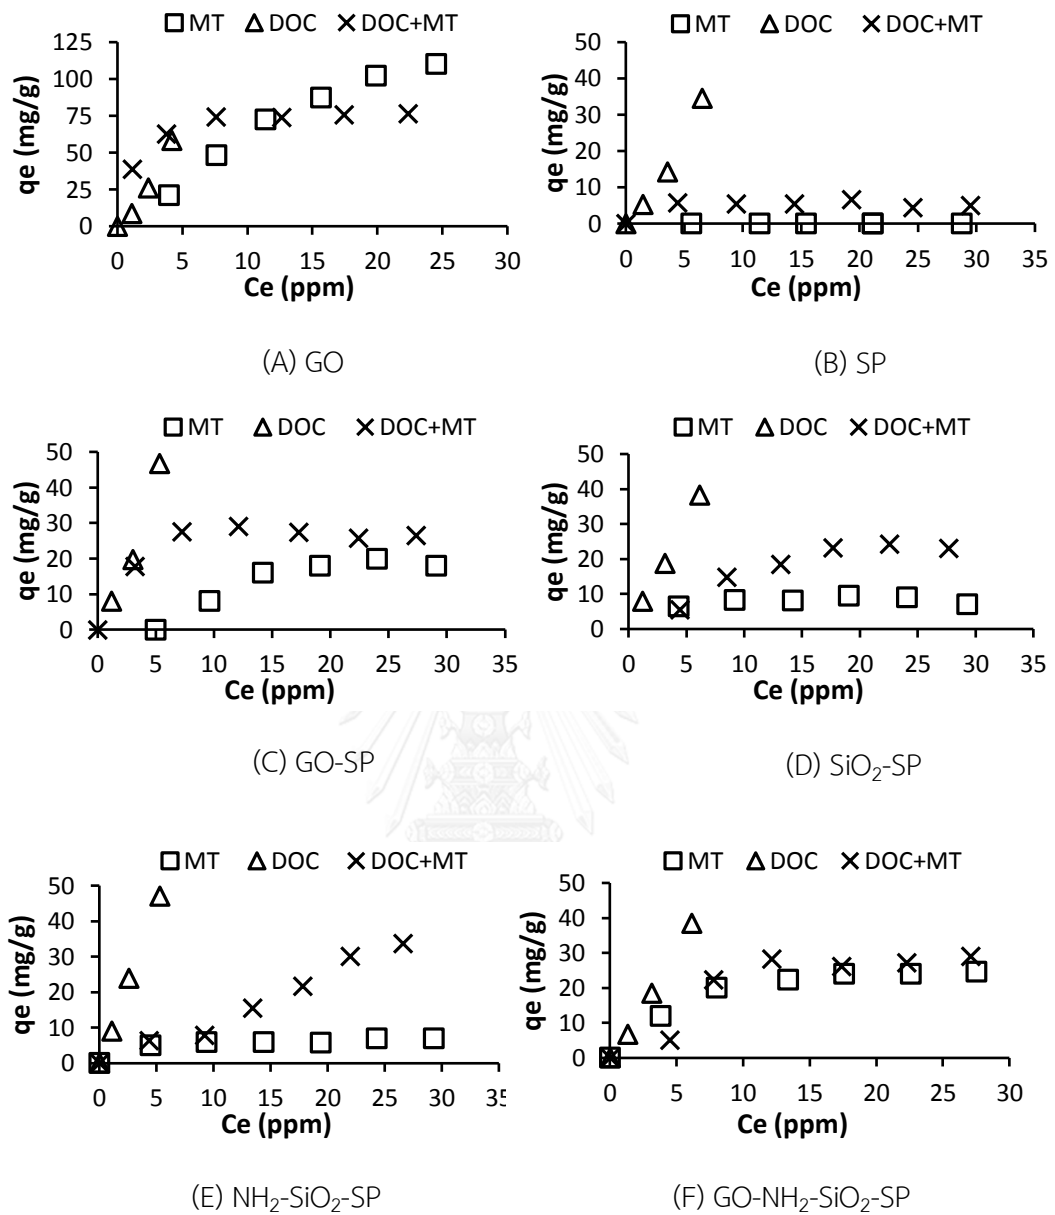 MT DOC DOC+MT
125
100
75
50
25
0
qe (mg/g)
0 5 10 15 20 25 30
Ce (ppm)
(A) GO
MT DOC DOC+MT
50
40
30
20
10
0
qe (mg/g)
0 5 10 15 20 25 30 35
Ce (ppm)
(B) SP
MT DOC DOC+MT
50
40
30
20
10
0
qe (mg/g)
0 5 10 15 20 25 30 35
Ce (ppm)
(C) GO-SP
MT DOC DOC+MT
50
40
30
20
10
0
qe (mg/g)
0 5 10 15 20 25 30 35
Ce (ppm)
(D) SiO₂-SP
MT DOC DOC+MT
50
40
30
20
10
0
qe (mg/g)
0 5 10 15 20 25 30 35
Ce (ppm)
(E) NH₂-SiO₂-SP
MT DOC DOC+MT
50
40
30
20
10
0
qe (mg/g)
0 5 10 15 20 25 30
Ce (ppm)
(F) GO-NH₂-SiO₂-SP